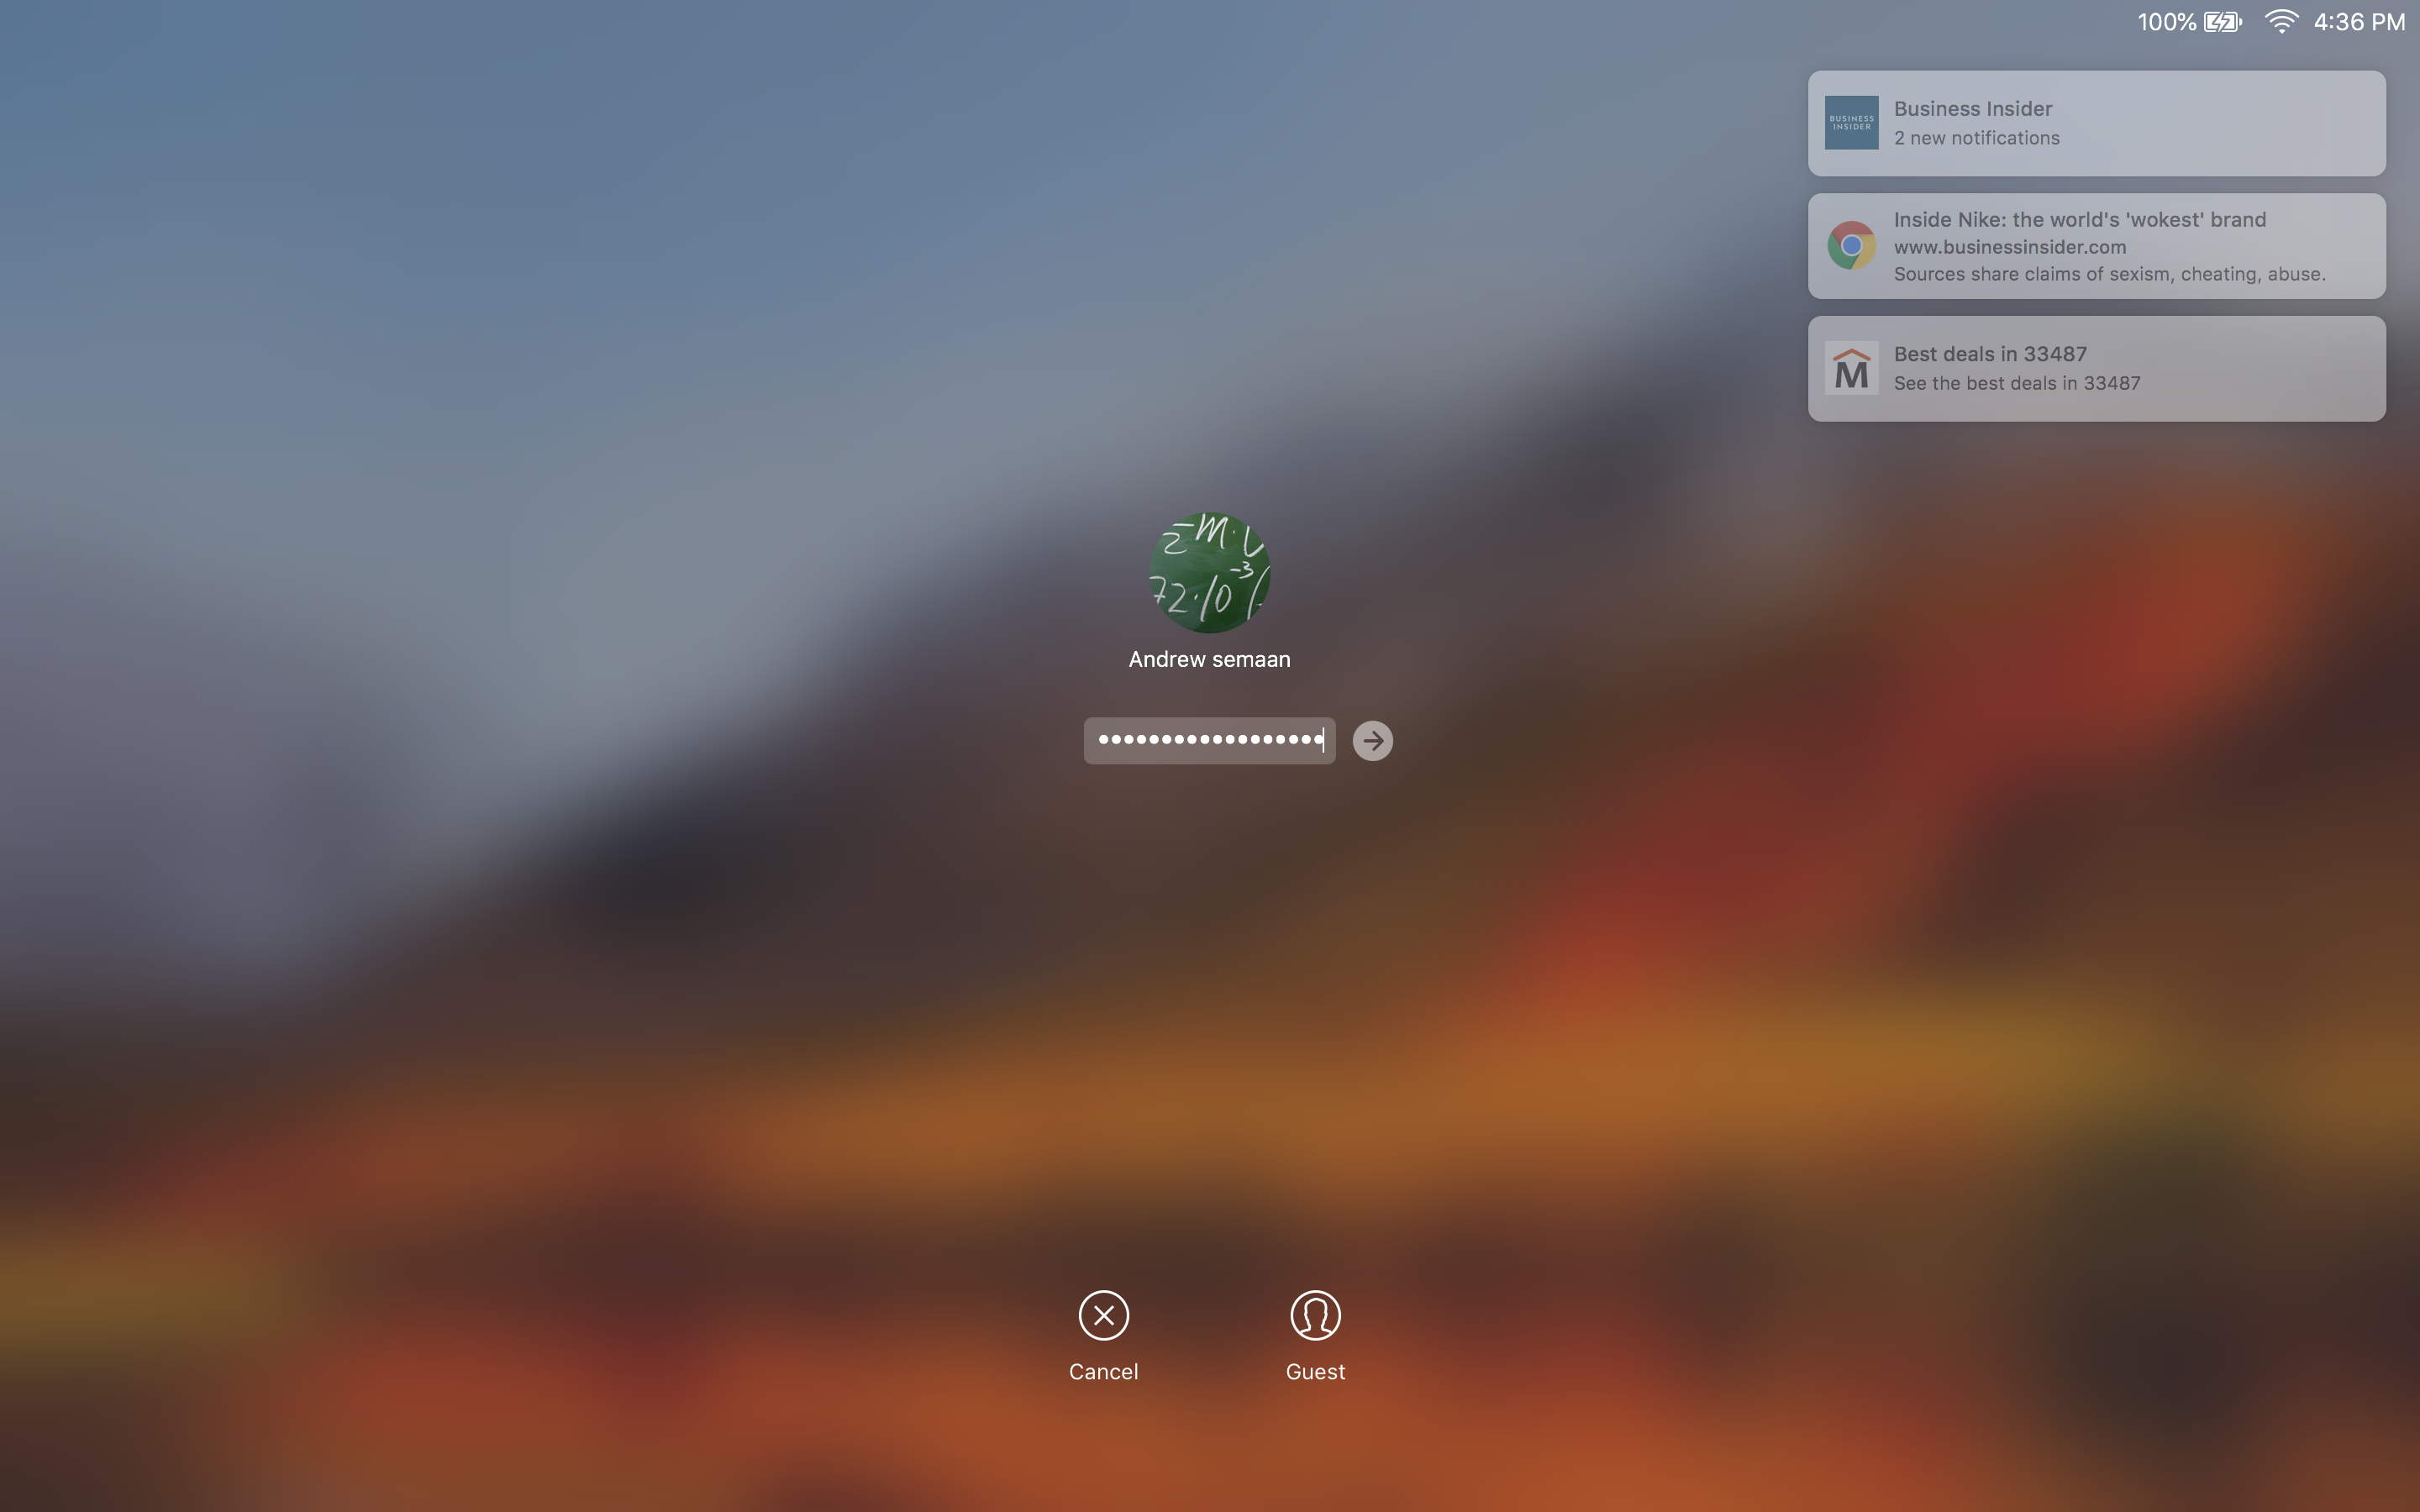 100%
4:36 PM
BUSINESS
INSIDER
Business Insider
2 new notifications
Inside Nike: the world's 'wokest' brand
www.businessinsider.com
Sources share claims of sexism, cheating, abuse.
M
Best deals in 33487
See the best deals in 33487
2 -m·
72·10⁻³
Andrew semaan
Cancel
Guest